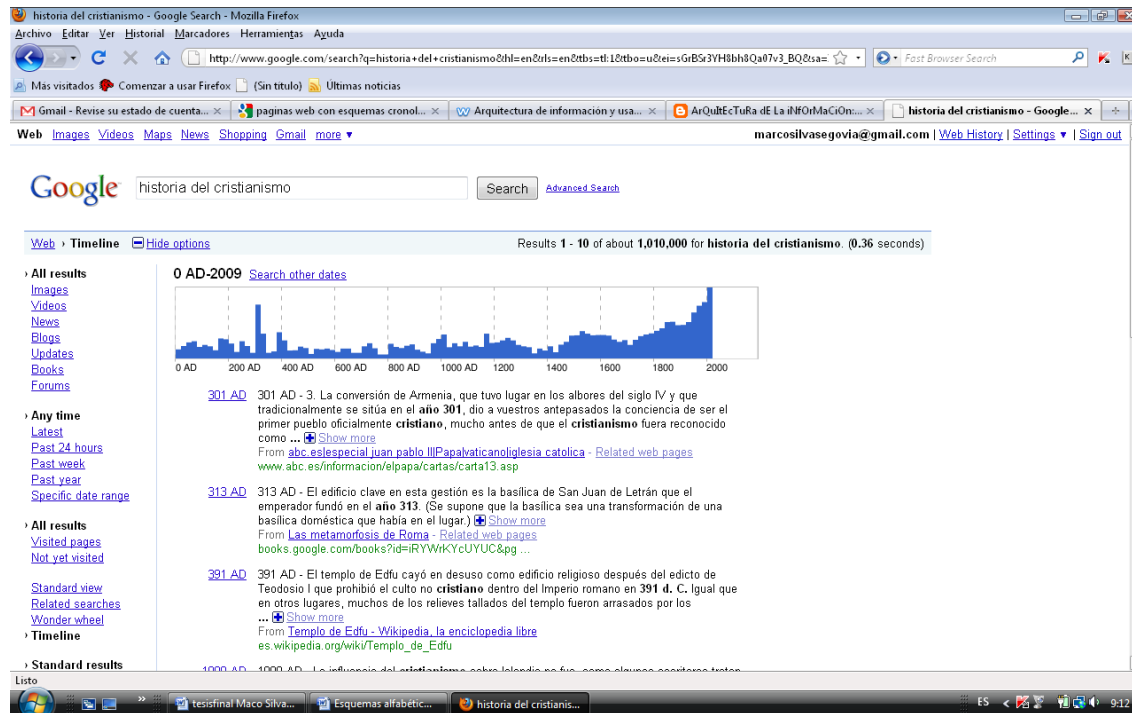 historia del cristianismo - Google Search - Mozilla Firefox
Archivo Editar Ver Historial Marcadores Herramientas Ayuda
http://www.google.com/search?q=historia+del+cristianismo&hl=en&rls=en&tbs=tl:1&tbo=u&ei=sGrBSr3YH8bh8Qa07v3_BQ&sa= Fast Browser Search
Más visitados Comenzar a usar Firefox {Sin titulo} Últimas noticias
Gmail - Revise su estado de cuenta... paginas web con esquemas cronol... Arquitectura de información y usa... ArQuItEcTuRa dE La iNfOrMaCiOn:... historia del cristianismo - Google...
Web Images Videos Maps News Shopping Gmail more ▼ marcosilvasegovia@gmail.com | Web History | Settings ▼ | Sign out
Google historia del cristianismo Search Advanced Search
Web › Timeline Hide options Results 1 - 10 of about 1,010,000 for historia del cristianismo. (0.36 seconds)
› All results
Images
Videos
News
Blogs
Updates
Books
Forums
› Any time
Latest
Past 24 hours
Past week
Past year
Specific date range
› All results
Visited pages
Not yet visited
Standard view
Related searches
Wonder wheel
› Timeline
› Standard results
0 AD-2009 Search other dates
0 AD 200 AD 400 AD 600 AD 800 AD 1000 AD 1200 1400 1600 1800 2000
301 AD 301 AD - 3. La conversión de Armenia, que tuvo lugar en los albores del siglo IV y que
tradicionalmente se sitúa en el año 301, dio a vuestros antepasados la conciencia de ser el
primer pueblo oficialmente cristiano, mucho antes de que el cristianismo fuera reconocido
como ... Show more
From abc.es|especial juan pablo II|Papa|vaticano|iglesia catolica - Related web pages
www.abc.es/informacion/elpapa/cartas/carta13.asp
313 AD 313 AD - El edificio clave en esta gestión es la basílica de San Juan de Letrán que el
emperador fundó en el año 313. (Se supone que la basílica sea una transformación de una
basílica doméstica que había en el lugar.) Show more
From Las metamorfosis de Roma - Related web pages
books.google.com/books?id=iRYWrKYcUYUC&pg ...
391 AD 391 AD - El templo de Edfu cayó en desuso como edificio religioso después del edicto de
Teodosio I que prohibió el culto no cristiano dentro del Imperio romano en 391 d. C. Igual que
en otros lugares, muchos de los relieves tallados del templo fueron arrasados por los
... Show more
From Templo de Edfu - Wikipedia, la enciclopedia libre
es.wikipedia.org/wiki/Templo_de_Edfu
1000 AD 1000 AD - La influencia del cristianismo sobre Islandia no fue, como algunos escritores tratan
Listo
tesisfinal Maco Silva... Esquemas alfabétic... historia del cristianis... ES 9:12